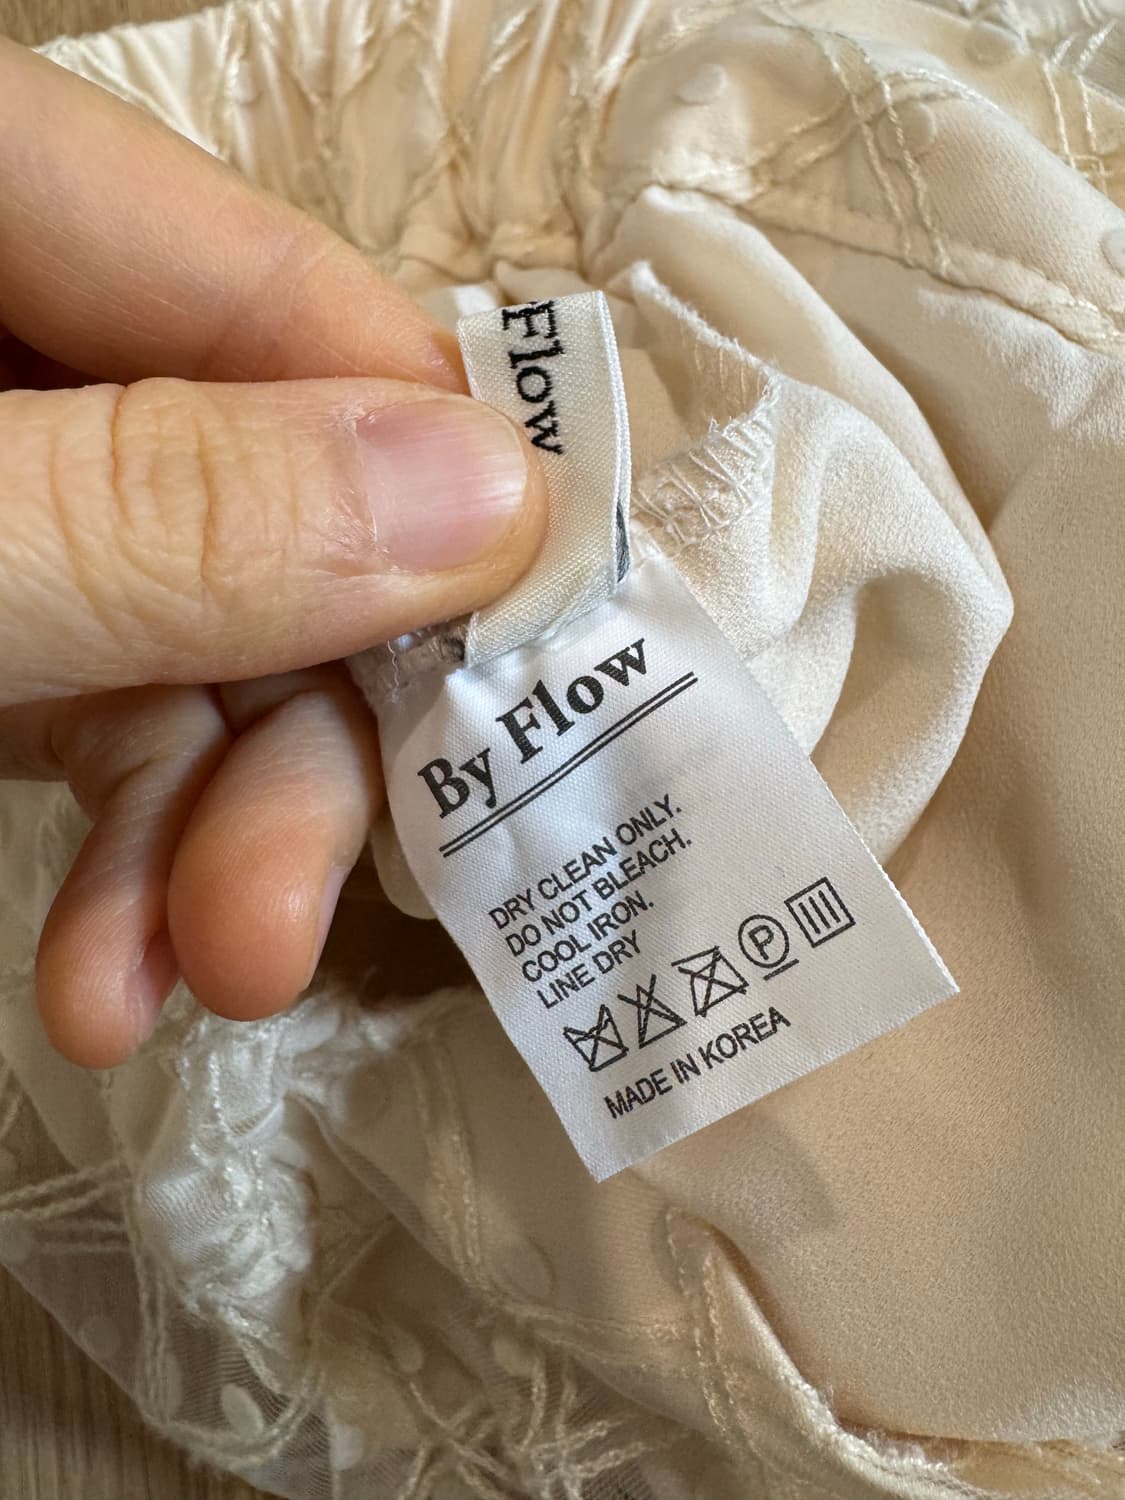 Flow
By Flow
DRY CLEAN ONLY.
DO NOT BLEACH.
COOL IRON.
LINE DRY
P
MADE IN KOREA